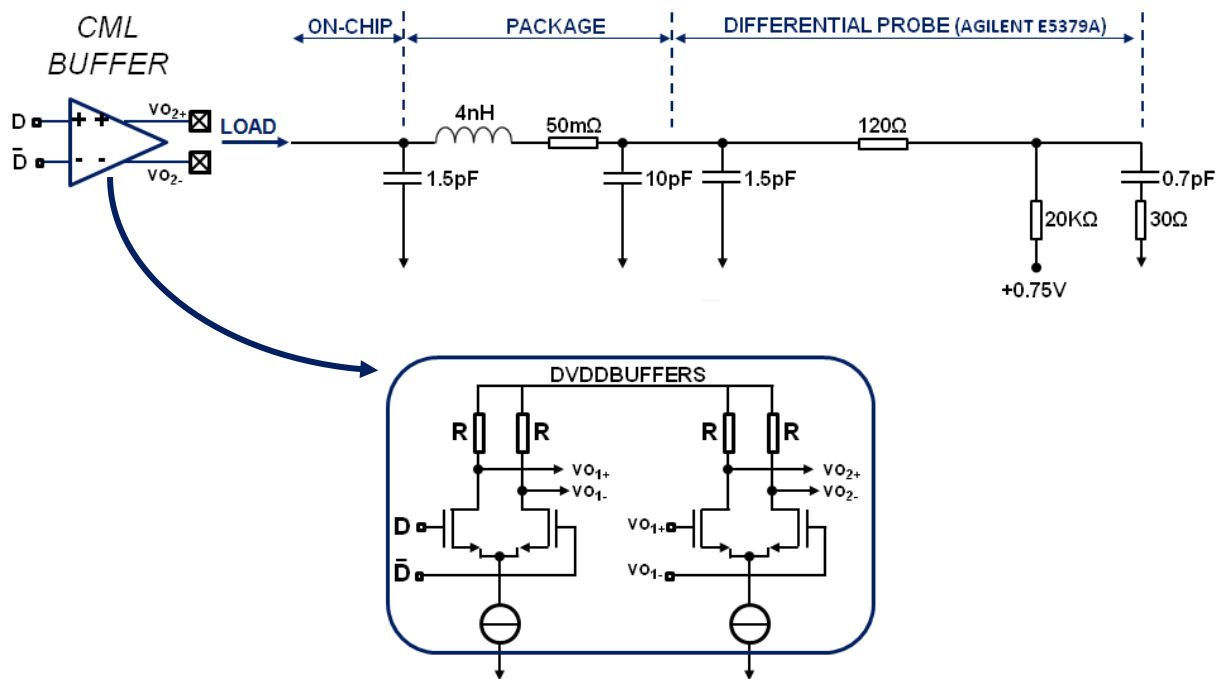 CML
BUFFER
ON-CHIP
PACKAGE
DIFFERENTIAL PROBE (AGILENT E5379A)
D
D̅
+ +
- -
VO2+
VO2-
LOAD
1.5pF
4nH
50mΩ
10pF
1.5pF
120Ω
20KΩ
+0.75V
0.7pF
30Ω
DVDDBUFFERS
R
R
R
R
VO1+
VO1-
VO2+
VO2-
D
D̅
VO1+
VO1-